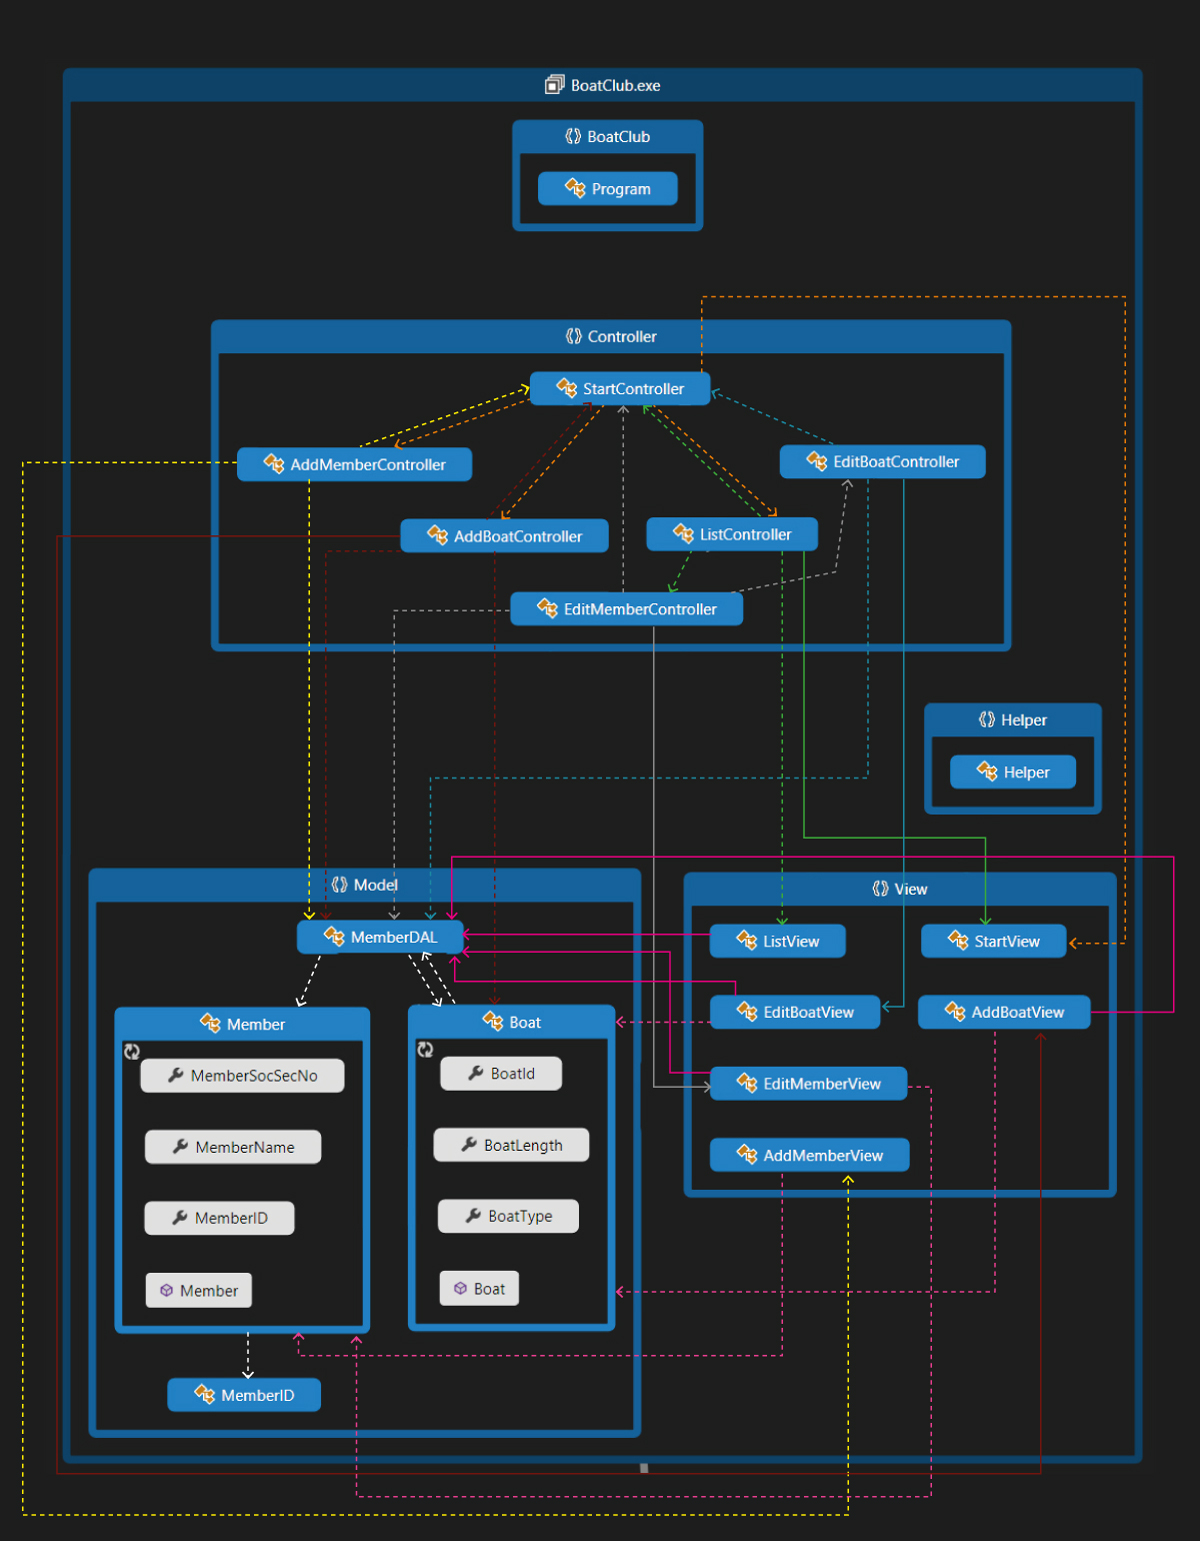 BoatClub.exe
BoatClub
Program
Controller
StartController
AddMemberController
EditBoatController
AddBoatController
ListController
EditMemberController
Helper
Helper
Model
View
MemberDAL
ListView
StartView
EditBoatView
AddBoatView
Member
Boat
MemberSocSecNo
BoatId
EditMemberView
MemberName
BoatLength
AddMemberView
MemberID
BoatType
Member
Boat
MemberID